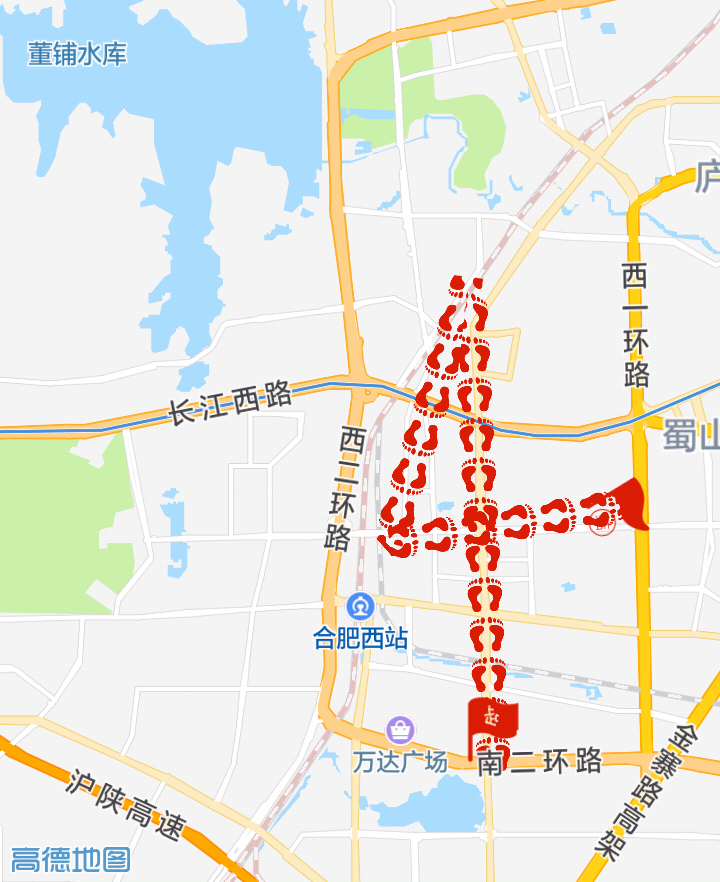 董铺水库
庐
西一环路
长江西路
蜀山
西二环路
合肥西站
起
万达广场
南二环路
金寨路高架
沪陕高速
高德地图